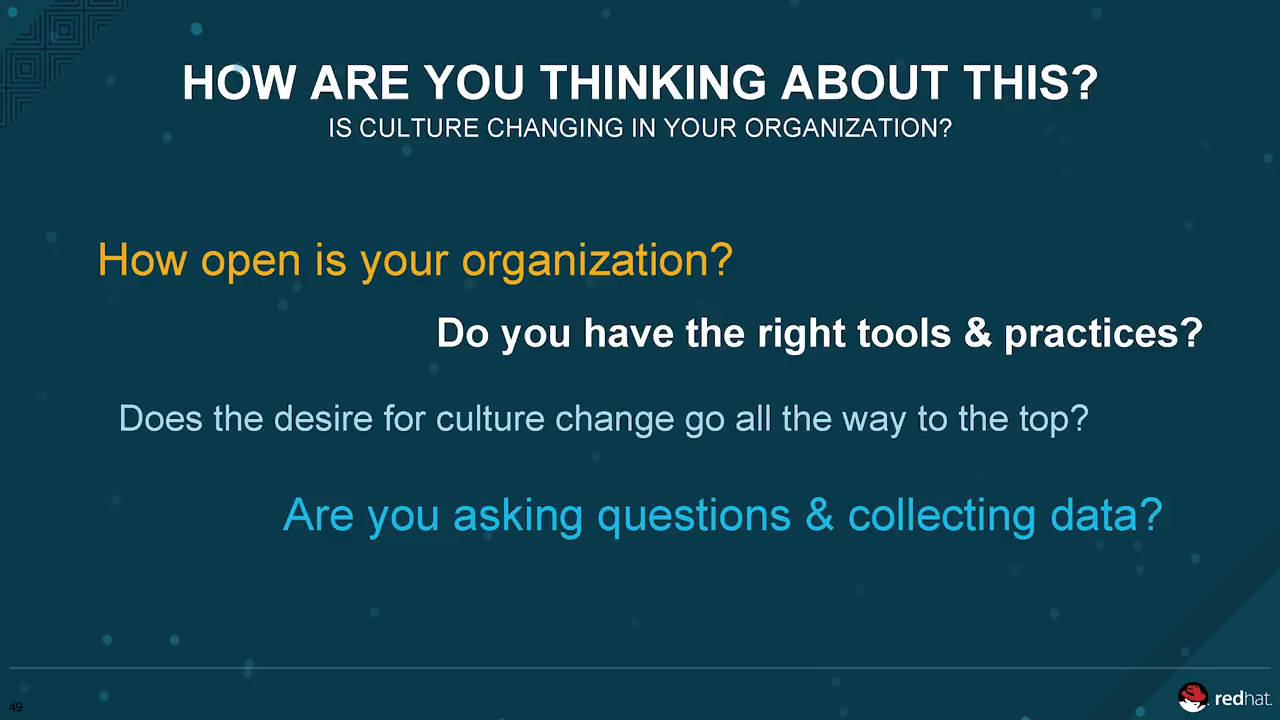 HOW ARE YOU THINKING ABOUT THIS?
IS CULTURE CHANGING IN YOUR ORGANIZATION?
How open is your organization?
Do you have the right tools & practices?
Does the desire for culture change go all the way to the top?
Are you asking questions & collecting data?
49
redhat.